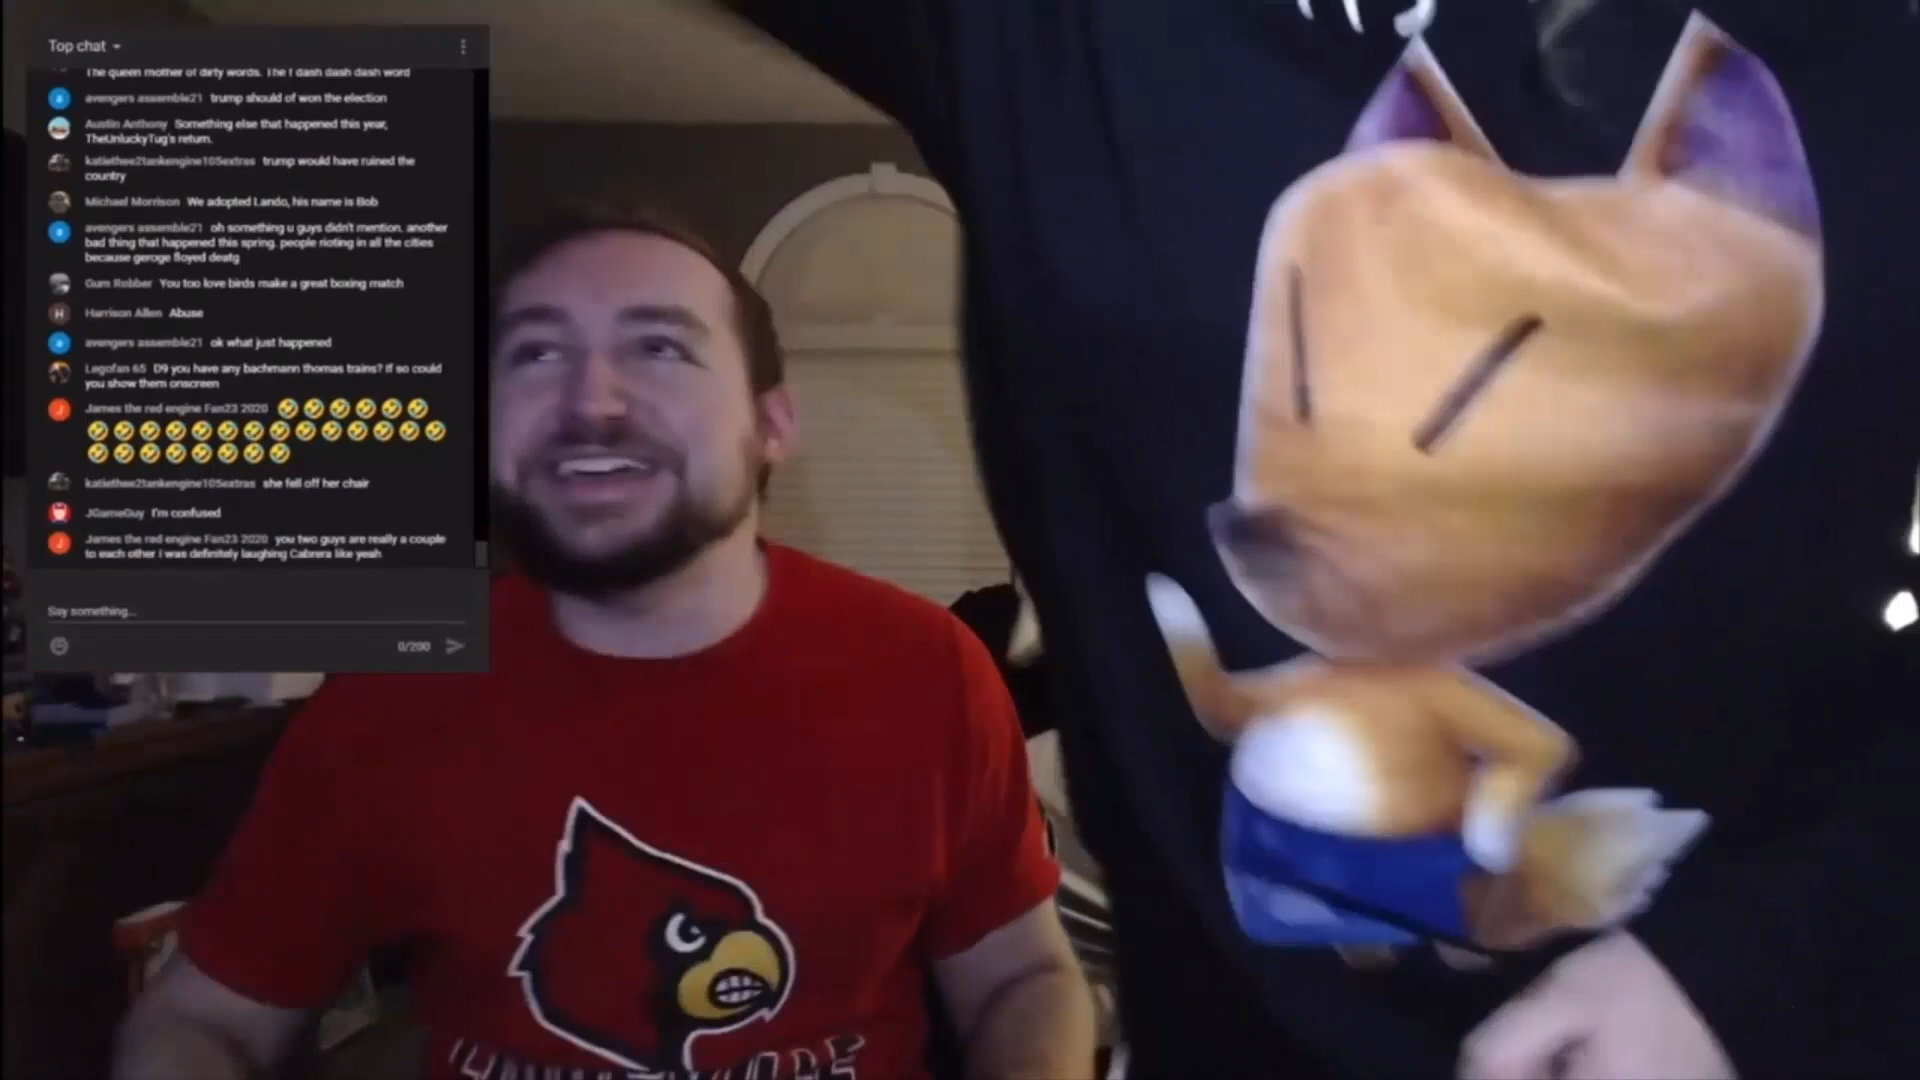 Top chat
The queen mother of dirty words. The f dash dash dash word
avengers assemble21 trump should of won the election
Austin Anthony Something else that happened this year,
TheUnluckyTug's return.
katiethee2tankengine105extras trump would have ruined the
country
Michael Morrison We adopted Lando, his name is Bob
avengers assemble21 oh something u guys didn't mention. another
bad thing that happened this spring. people rioting in all the cities
because geroge floyed deatg
Gum Robber You too love birds make a great boxing match
H
Harrison Allen Abuse
avengers assemble21 ok what just happened
Legofan 65 D9 you have any bachmann thomas trains? If so could
you show them onscreen
J
James the red engine Fan23 2020 🤣🤣🤣🤣🤣🤣
🤣🤣🤣🤣🤣🤣🤣🤣🤣🤣🤣🤣🤣🤣
🤣🤣🤣🤣🤣🤣🤣🤣
katiethee2tankengine105extras she fell off her chair
JGameGuy I'm confused
J
James the red engine Fan23 2020 you two guys are really a couple
to each other I was definitely laughing Cabrera like yeah
Say something...
0/200